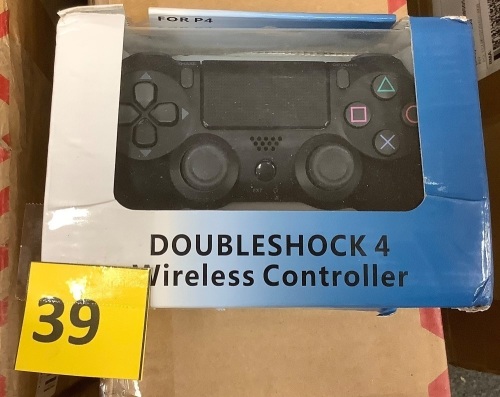 FOR P4
DOUBLESHOCK 4
Wireless Controller
39